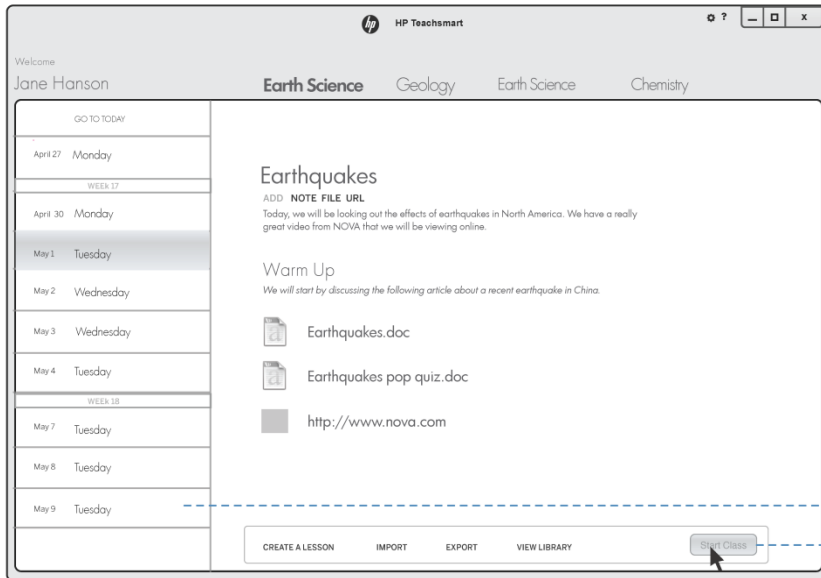 hp HP Teachsmart ? x
Welcome
Jane Hanson
Earth Science Geology Earth Science Chemistry
GO TO TODAY
April 27 Monday
WEEk 17
April 30 Monday
May 1 Tuesday
May 2 Wednesday
May 3 Wednesday
May 4 Tuesday
WEEk 18
May 7 Tuesday
May 8 Tuesday
May 9 Tuesday
Earthquakes
ADD NOTE FILE URL
Today, we will be looking out the effects of earthquakes in North America. We have a really
great video from NOVA that we will be viewing online.
Warm Up
We will start by discussing the following article about a recent earthquake in China.
Earthquakes.doc
Earthquakes pop quiz.doc
http://www.nova.com
CREATE A LESSON IMPORT EXPORT VIEW LIBRARY Start Class